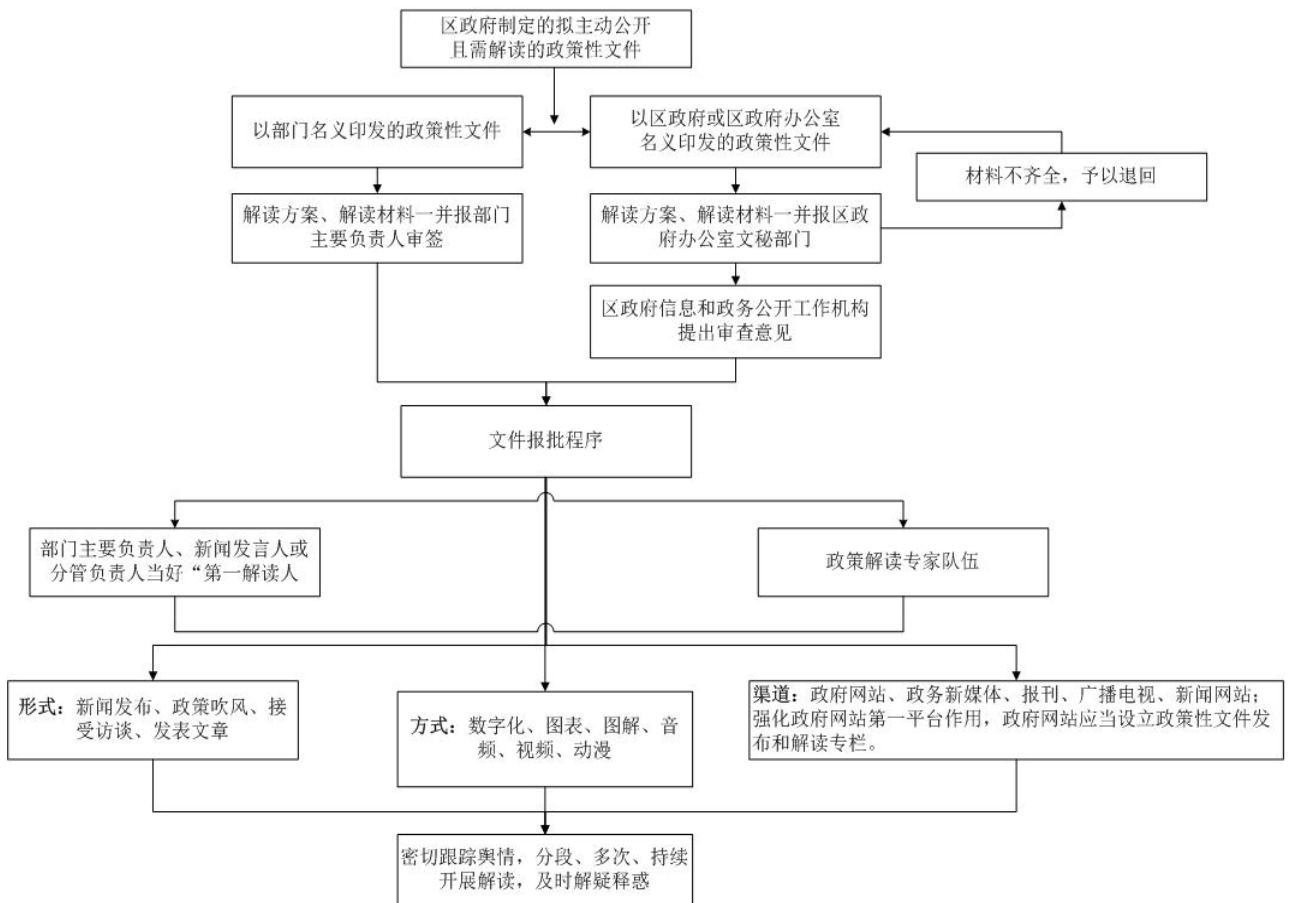 区政府制定的拟主动公开
且需解读的政策性文件
以部门名义印发的政策性文件
以区政府或区政府办公室
名义印发的政策性文件
材料不齐全，予以退回
解读方案、解读材料一并报部门
主要负责人审签
解读方案、解读材料一并报区政
府办公室文秘部门
区政府信息和政务公开工作机构
提出审查意见
文件报批程序
部门主要负责人、新闻发言人或
分管负责人当好“第一解读人
政策解读专家队伍
形式：新闻发布、政策吹风、接
受访谈、发表文章
方式：数字化、图表、图解、音
频、视频、动漫
渠道：政府网站、政务新媒体、报刊、广播电视、新闻网站；
强化政府网站第一平台作用，政府网站应当设立政策性文件发
布和解读专栏。
密切跟踪舆情，分段、多次、持续
开展解读，及时解疑释惑